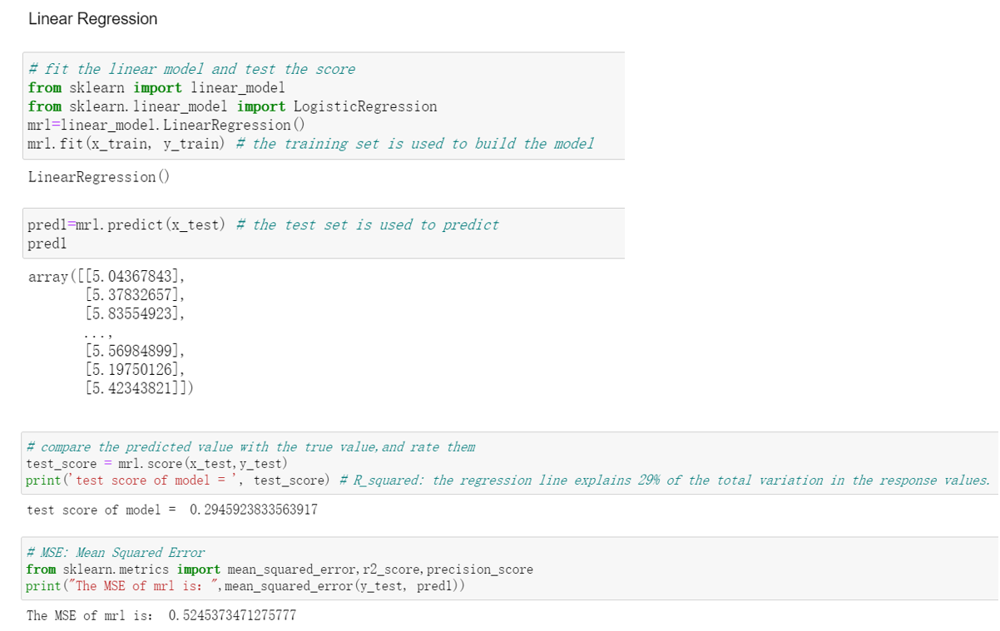 Linear Regression
# fit the linear model and test the score
from sklearn import linear_model
from sklearn.linear_model import LogisticRegression
mrl=linear_model.LinearRegression()
mrl.fit(x_train, y_train) # the training set is used to build the model
LinearRegression()
pred1=mrl.predict(x_test) # the test set is used to predict
pred1
array([[5.04367843],
[5.37832657],
[5.83554923],
...,
[5.56984899],
[5.19750126],
[5.42343821]])
# compare the predicted value with the true value,and rate them
test_score = mrl.score(x_test,y_test)
print('test score of model = ', test_score) # R_squared: the regression line explains 29% of the total variation in the response values.
test score of model =  0.2945923833563917
# MSE: Mean Squared Error
from sklearn.metrics import mean_squared_error,r2_score,precision_score
print("The MSE of mrl is: ",mean_squared_error(y_test, pred1))
The MSE of mrl is:  0.5245373471275777